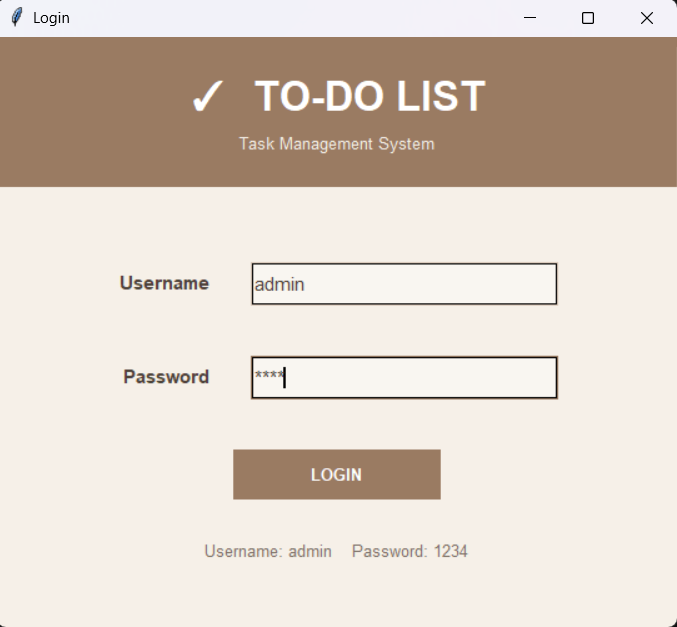 Login
✓ TO-DO LIST
Task Management System
Username admin
Password ****
LOGIN
Username: admin Password: 1234